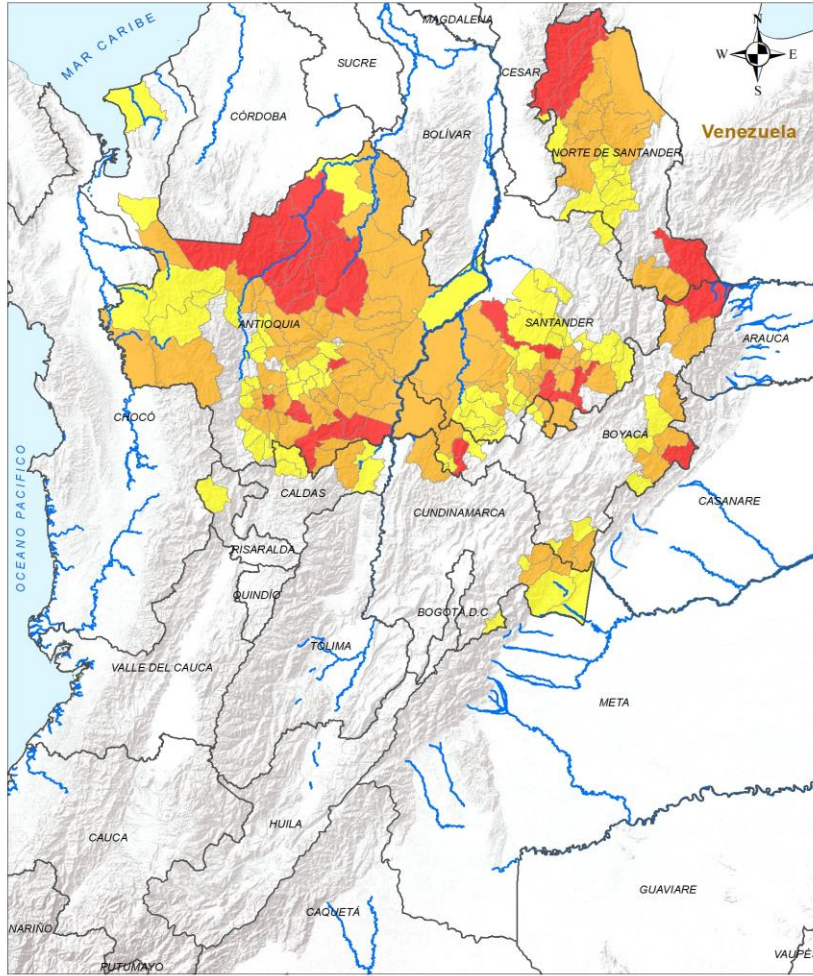 MAGDALENA
N
MAR CARIBE
SUCRE
CESAR
W
E
S
CÓRDOBA
BOLÍVAR
Venezuela
NORTE DE SANTANDER
ANTIOQUIA
SANTANDER
ARAUCA
CHOCÓ
BOYACÁ
OCEANO PACIFICO
CALDAS
CUNDINAMARCA
CASANARE
RISARALDA
QUINDÍO
BOGOTÁ D.C
TOLIMA
VALLE DEL CAUCA
META
HUILA
CAUCA
GUAVIARE
CAQUETÁ
NARIÑO
VAUPÉS
PUTUMAYO